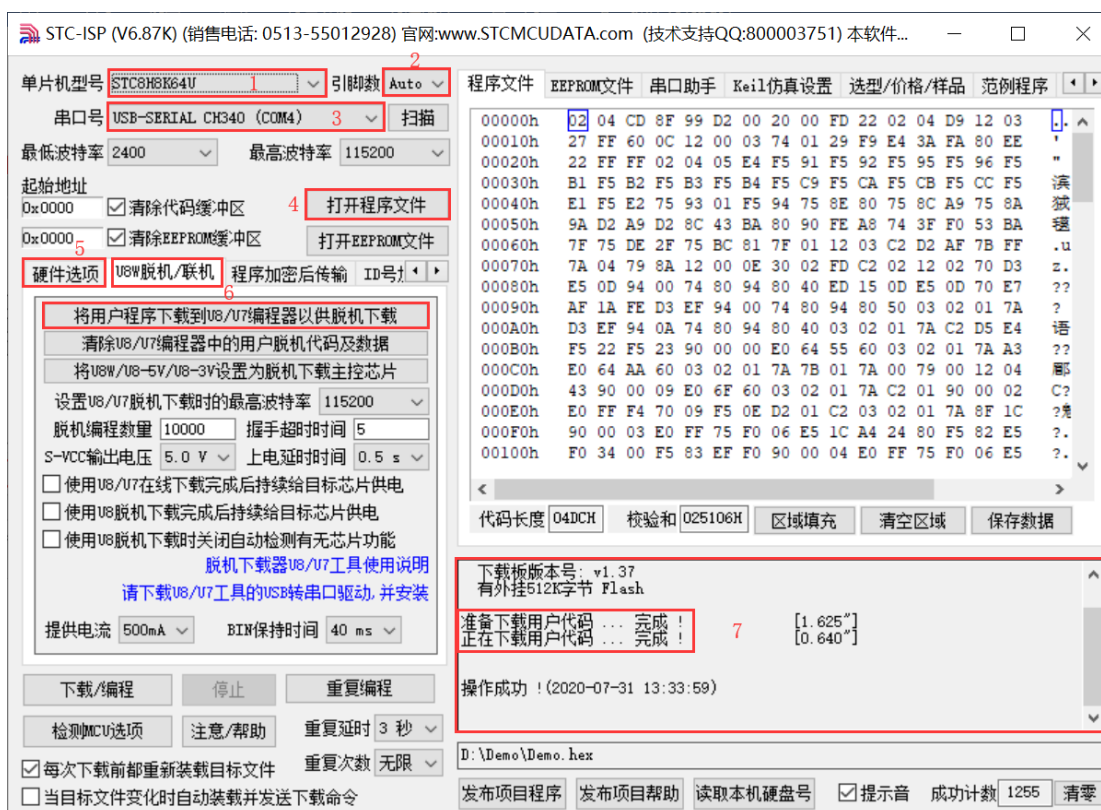 STC-ISP (V6.87K) (销售电话: 0513-55012928) 官网:www.STCMCUDATA.com (技术支持QQ:800003751) 本软件...
单片机型号 STC8H8K64U 1 引脚数 Auto 2
串口号 USB-SERIAL CH340 (COM4) 3 扫描
最低波特率 2400 最高波特率 115200
起始地址
0x0000 清除代码缓冲区 4 打开程序文件
0x0000 清除EEPROM缓冲区 打开EEPROM文件
5
硬件选项 U8W脱机/联机 程序加密后传输 ID号
6
将用户程序下载到U8/U7编程器以供脱机下载
清除U8/U7编程器中的用户脱机代码及数据
将U8W/U8-5V/U8-3V设置为脱机下载主控芯片
设置U8/U7脱机下载时的最高波特率 115200
脱机编程数量 10000 握手超时时间 5
S-VCC输出电压 5.0 V 上电延时时间 0.5 s
使用U8/U7在线下载完成后持续给目标芯片供电
使用U8脱机下载完成后持续给目标芯片供电
使用U8脱机下载时关闭自动检测有无芯片功能
脱机下载器U8/U7工具使用说明
请下载U8/U7工具的USB转串口驱动,并安装
提供电流 500mA BIN保持时间 40 ms
下载/编程 停止 重复编程
检测MCU选项 注意/帮助 重复延时 3 秒
每次下载前都重新装载目标文件 重复次数 无限
当目标文件变化时自动装载并发送下载命令
程序文件 EEPROM文件 串口助手 Keil仿真设置 选型/价格/样品 范例程序
00000h 02 04 CD 8F 99 D2 00 20 00 FD 22 02 04 D9 12 03 ..
00010h 27 FF 60 0C 12 00 03 74 01 29 F9 E4 3A FA 80 EE '
00020h 22 FF FF 02 04 05 E4 F5 91 F5 92 F5 95 F5 96 F5 "
00030h B1 F5 B2 F5 B3 F5 B4 F5 C9 F5 CA F5 CB F5 CC F5 滨
00040h E1 F5 E2 75 93 01 F5 94 75 8E 80 75 8C A9 75 8A
00050h 9A D2 A9 D2 8C 43 BA 80 90 FE A8 74 3F F0 53 BA
00060h 7F 75 DE 2F 75 BC 81 7F 01 12 03 C2 D2 AF 7B FF .u
00070h 7A 04 79 8A 12 00 0E 30 02 FD C2 02 12 02 70 D3 z.
00080h E5 0D 94 00 74 80 94 80 40 ED 15 0D E5 0D 70 E7 ??
00090h AF 1A FE D3 EF 94 00 74 80 94 80 50 03 02 01 7A ?
000A0h D3 EF 94 0A 74 80 94 80 40 03 02 01 7A C2 D5 E4 语
000B0h F5 22 F5 23 90 00 00 E0 64 55 60 03 02 01 7A A3 ??
000C0h E0 64 AA 60 03 02 01 7A 7B 01 7A 00 79 00 12 04 郿
000D0h 43 90 00 09 E0 6F 60 03 02 01 7A C2 01 90 00 02 C?
000E0h E0 FF F4 70 09 F5 0E D2 01 C2 03 02 01 7A 8F 1C
000F0h 90 00 03 E0 FF 75 F0 06 E5 1C A4 24 80 F5 82 E5 ?.
00100h F0 34 00 F5 83 EF F0 90 00 04 E0 FF 75 F0 06 E5 ?.
代码长度 04DCH 校验和 025106H 区域填充 清空区域 保存数据
下载板版本号: v1.37
有外挂512K字节 Flash
准备下载用户代码 ... 完成 ! [1.625"]
正在下载用户代码 ... 完成 ! [0.640"]
7
操作成功 !(2020-07-31 13:33:59)
D:\Demo\Demo.hex
发布项目程序 发布项目帮助 读取本机硬盘号 提示音 成功计数 1255 清零